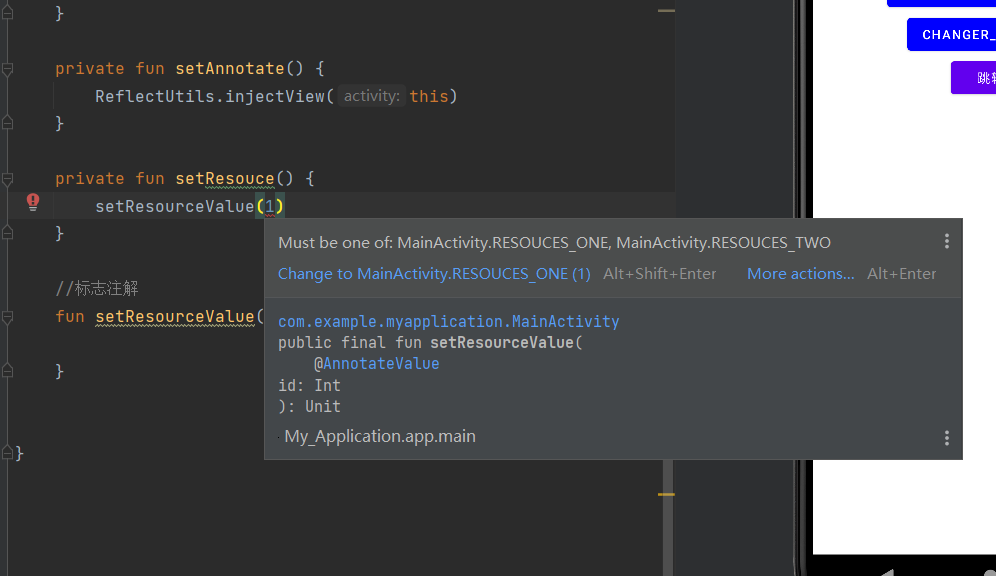 }
private fun setAnnotate() {
ReflectUtils.injectView( activity: this)
}
private fun setResouce() {
setResourceValue(1)
}
//标志注解
fun setResourceValue(
}
}
Must be one of: MainActivity.RESOUCES_ONE, MainActivity.RESOUCES_TWO
Change to MainActivity.RESOUCES_ONE (1) Alt+Shift+Enter More actions... Alt+Enter
com.example.myapplication.MainActivity
public final fun setResourceValue(
@AnnotateValue
id: Int
): Unit
My_Application.app.main
CHANGER_
跳